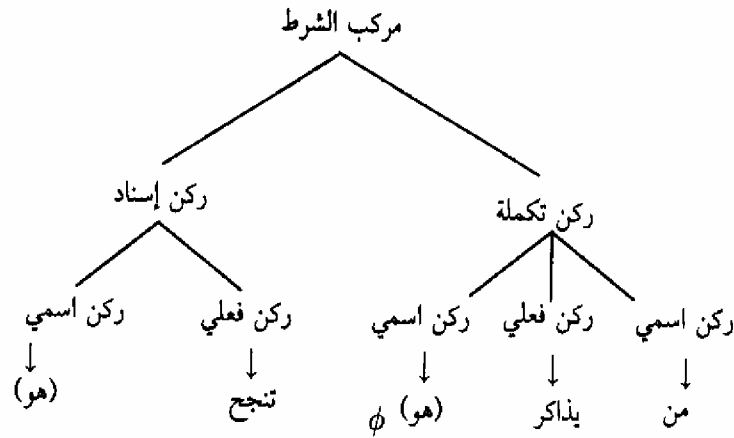 مركب الشرط
ركن تكملة
ركن إسناد
ركن اسمي
ركن فعلي
ركن اسمي
ركن فعلي
ركن اسمي
من
يذاكر
(هو) ϕ
تنجح
(هو)